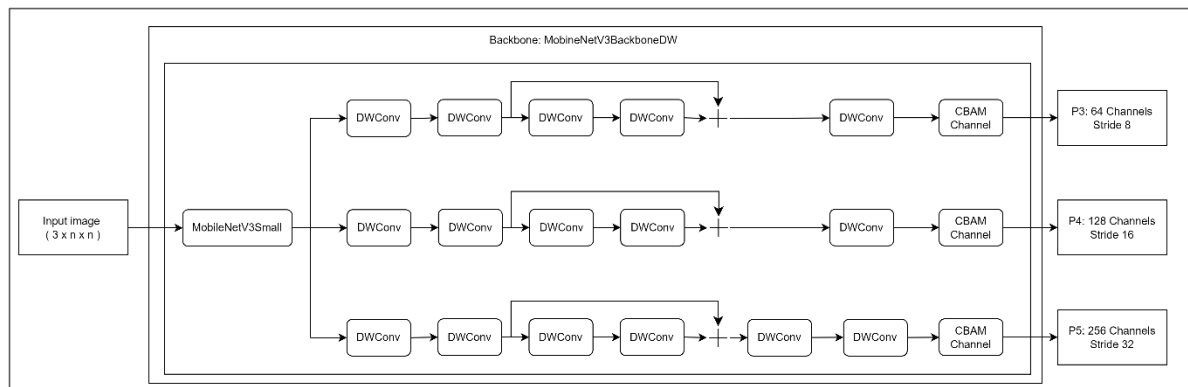 Backbone: MobineNetV3BackboneDW
DWConv
DWConv
DWConv
DWConv
DWConv
CBAM
Channel
P3: 64 Channels
Stride 8
Input image
( 3 x n x n )
MobileNetV3Small
DWConv
DWConv
DWConv
DWConv
DWConv
CBAM
Channel
P4: 128 Channels
Stride 16
DWConv
DWConv
DWConv
DWConv
DWConv
DWConv
CBAM
Channel
P5: 256 Channels
Stride 32